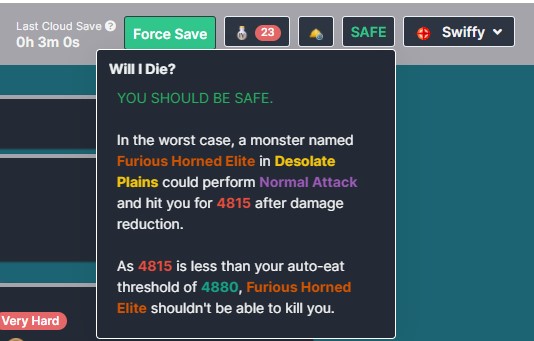 Last Cloud Save ?
0h 3m 0s
Force Save
23
SAFE
Swiffy
Will I Die?
YOU SHOULD BE SAFE.
In the worst case, a monster named
Furious Horned Elite in Desolate
Plains could perform Normal Attack
and hit you for 4815 after damage
reduction.
As 4815 is less than your auto-eat
threshold of 4880, Furious Horned
Elite shouldn't be able to kill you.
Very Hard